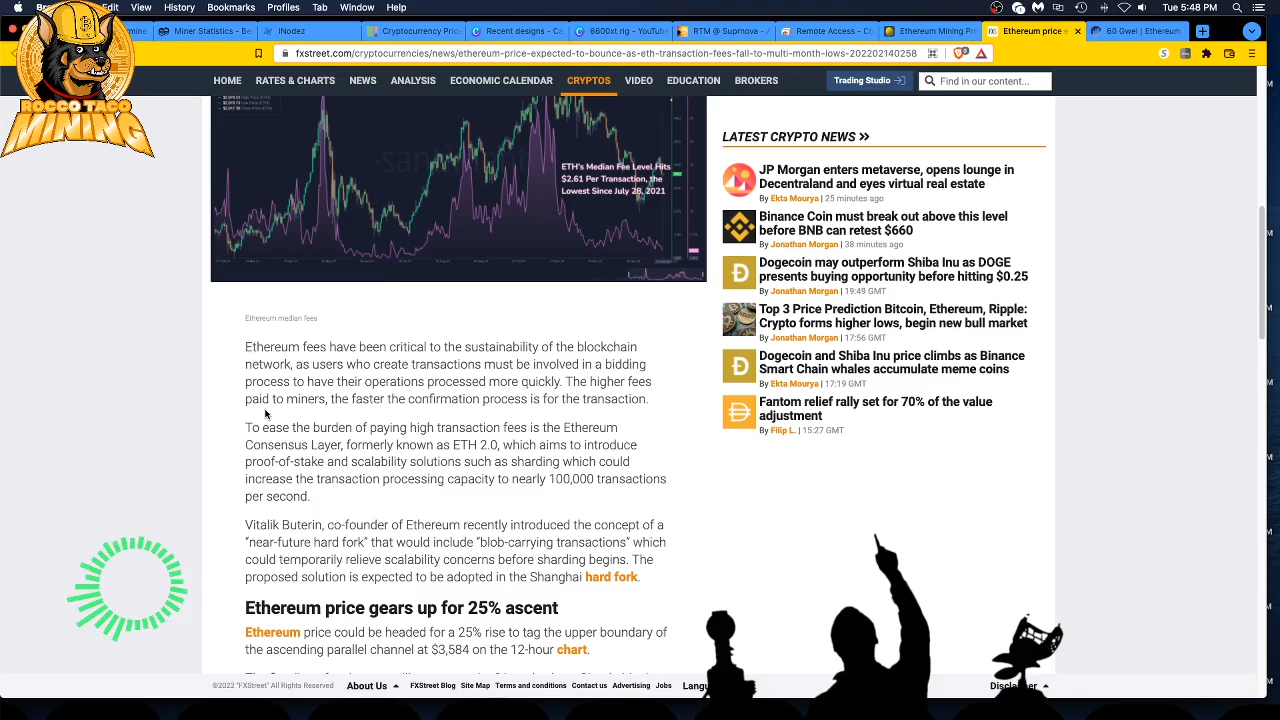 View
History
Bookmarks
Profiles
Tab
Window
Help
1
Tue 5:48 PM
mine
Miner Statistics - Bes
INodez
Cryptocurrency Price
Recent designs - Ca
6600xt rig - YouTub
RTM @ Suprnova - A
Remote Access - Ch
Ethereum Mining Pro
Ethereum price e
60 Gwei | Ethereum
fxstreet.com/cryptocurrencies/news/ethereum-price-expected-to-bounce-as-eth-transaction-fees-fall-to-multi-month-lows-202202140258
ROCCO TACO
MINING
HOME
RATES & CHARTS
NEWS
ANALYSIS
ECONOMIC CALENDAR
CRYPTOS
VIDEO
EDUCATION
BROKERS
Trading Studio
Find in our content...
ETH's Median Fee Level Hits
$2.61 Per Transaction, the
Lowest Since July 28, 2021
Ethereum median fees
Ethereum fees have been critical to the sustainability of the blockchain
network, as users who create transactions must be involved in a bidding
process to have their operations processed more quickly. The higher fees
paid to miners, the faster the confirmation process is for the transaction.
To ease the burden of paying high transaction fees is the Ethereum
Consensus Layer, formerly known as ETH 2.0, which aims to introduce
proof-of-stake and scalability solutions such as sharding which could
increase the transaction processing capacity to nearly 100,000 transactions
per second.
Vitalik Buterin, co-founder of Ethereum recently introduced the concept of a
“near-future hard fork” that would include “blob-carrying transactions” which
could temporarily relieve scalability concerns before sharding begins. The
proposed solution is expected to be adopted in the Shanghai hard fork.
Ethereum price gears up for 25% ascent
Ethereum price could be headed for a 25% rise to tag the upper boundary of
the ascending parallel channel at $3,584 on the 12-hour chart.
LATEST CRYPTO NEWS
JP Morgan enters metaverse, opens lounge in
Decentraland and eyes virtual real estate
By Ekta Mourya | 25 minutes ago
Binance Coin must break out above this level
before BNB can retest $660
By Jonathan Morgan | 38 minutes ago
Dogecoin may outperform Shiba Inu as DOGE
presents buying opportunity before hitting $0.25
By Jonathan Morgan | 19:49 GMT
Top 3 Price Prediction Bitcoin, Ethereum, Ripple:
Crypto forms higher lows, begin new bull market
By Jonathan Morgan | 17:56 GMT
Dogecoin and Shiba Inu price climbs as Binance
Smart Chain whales accumulate meme coins
By Ekta Mourya | 17:19 GMT
Fantom relief rally set for 70% of the value
adjustment
By Filip L. | 15:27 GMT
©2022 "FXStreet" All Rights Reserved
About Us
FXStreet Blog
Site Map
Terms and conditions
Contact us
Advertising
Jobs
Langu